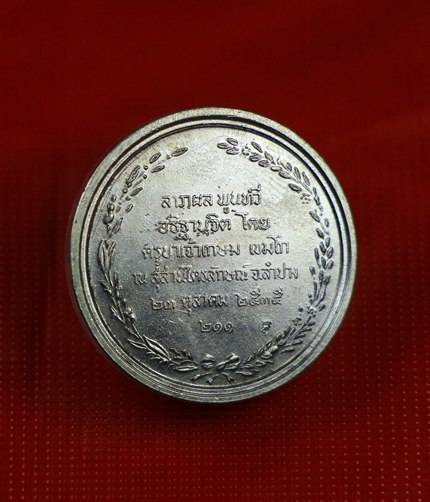 ลาภผล พูนทวี
อธิฐานจิต โดย
ครูบาเจ้าเกษม เขมโก
ณ สุสานไตรลักษณ์ จ.ลำปาง
๒๓ ตุลาคม ๒๕๓๕
๒๑๑